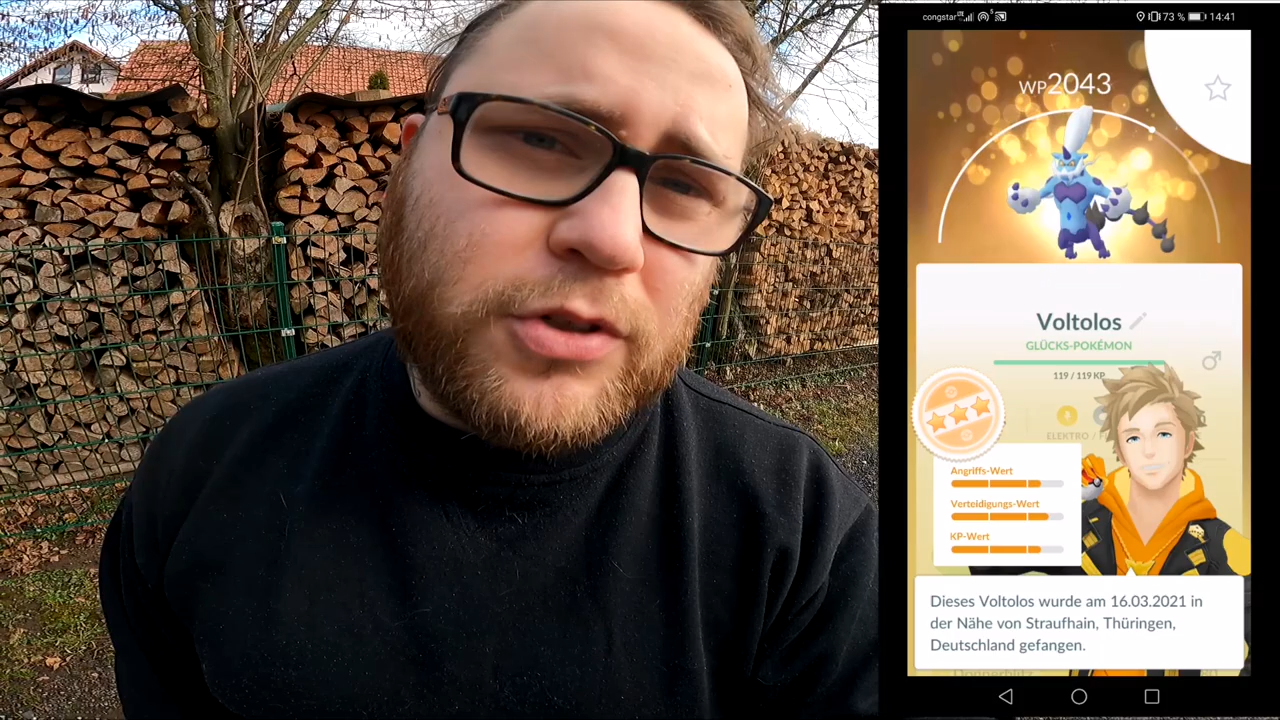 congstar
73 % 14:41
WP2043
Voltolos
GLÜCKS-POKÉMON
119 / 119 KP
ELEKTRO / F
Angriffs-Wert
Verteidigungs-Wert
KP-Wert
Dieses Voltolos wurde am 16.03.2021 in
der Nähe von Straufhain, Thüringen,
Deutschland gefangen.